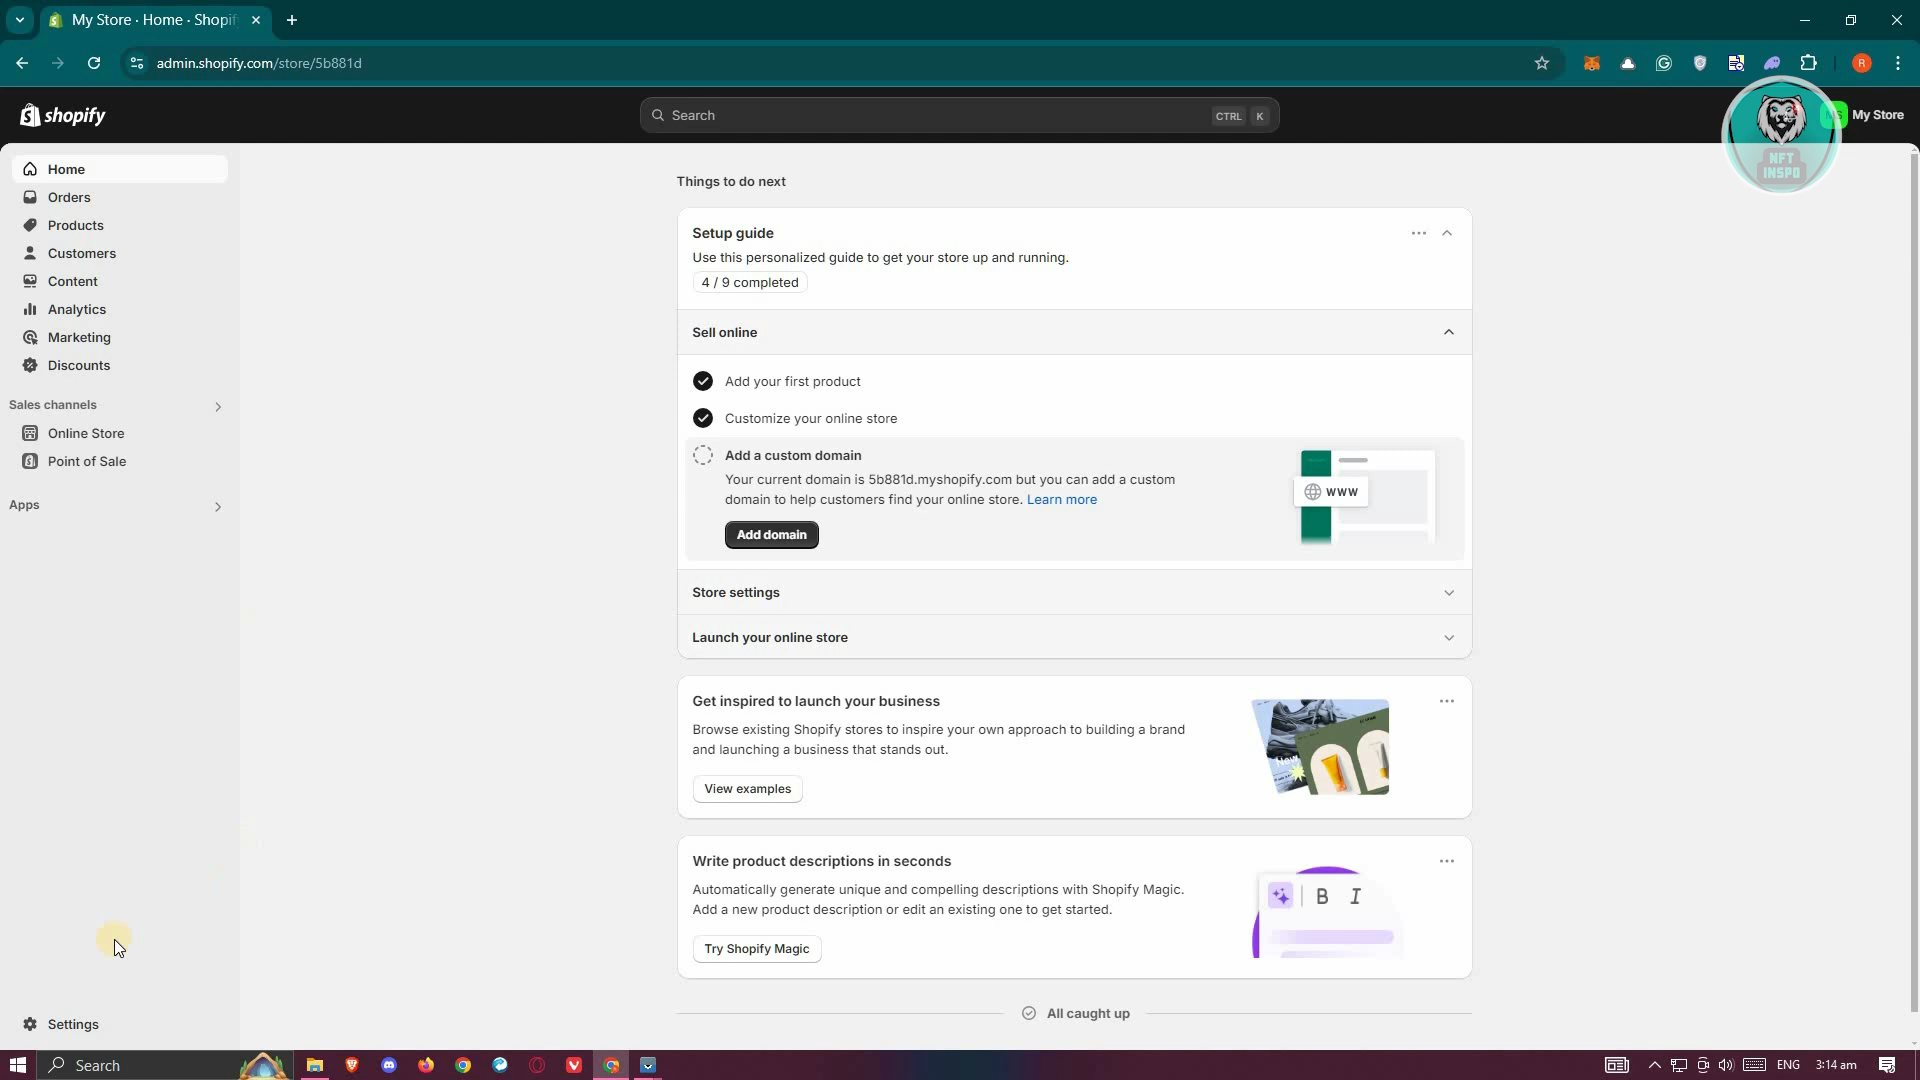 My Store · Home · Shopif
admin.shopify.com/store/5b881d
R
shopify
Search
CTRL K
My Store
NFT
INSPO
Home
Orders
Products
Customers
Content
Analytics
Marketing
Discounts
Sales channels
Online Store
Point of Sale
Apps
Settings
Things to do next
Setup guide
Use this personalized guide to get your store up and running.
4 / 9 completed
Sell online
Add your first product
Customize your online store
Add a custom domain
Your current domain is 5b881d.myshopify.com but you can add a custom
domain to help customers find your online store. Learn more
Add domain
www
Store settings
Launch your online store
Get inspired to launch your business
Browse existing Shopify stores to inspire your own approach to building a brand
and launching a business that stands out.
View examples
Write product descriptions in seconds
Automatically generate unique and compelling descriptions with Shopify Magic.
Add a new product description or edit an existing one to get started.
Try Shopify Magic
B I
All caught up
Search
ENG
3:14 am